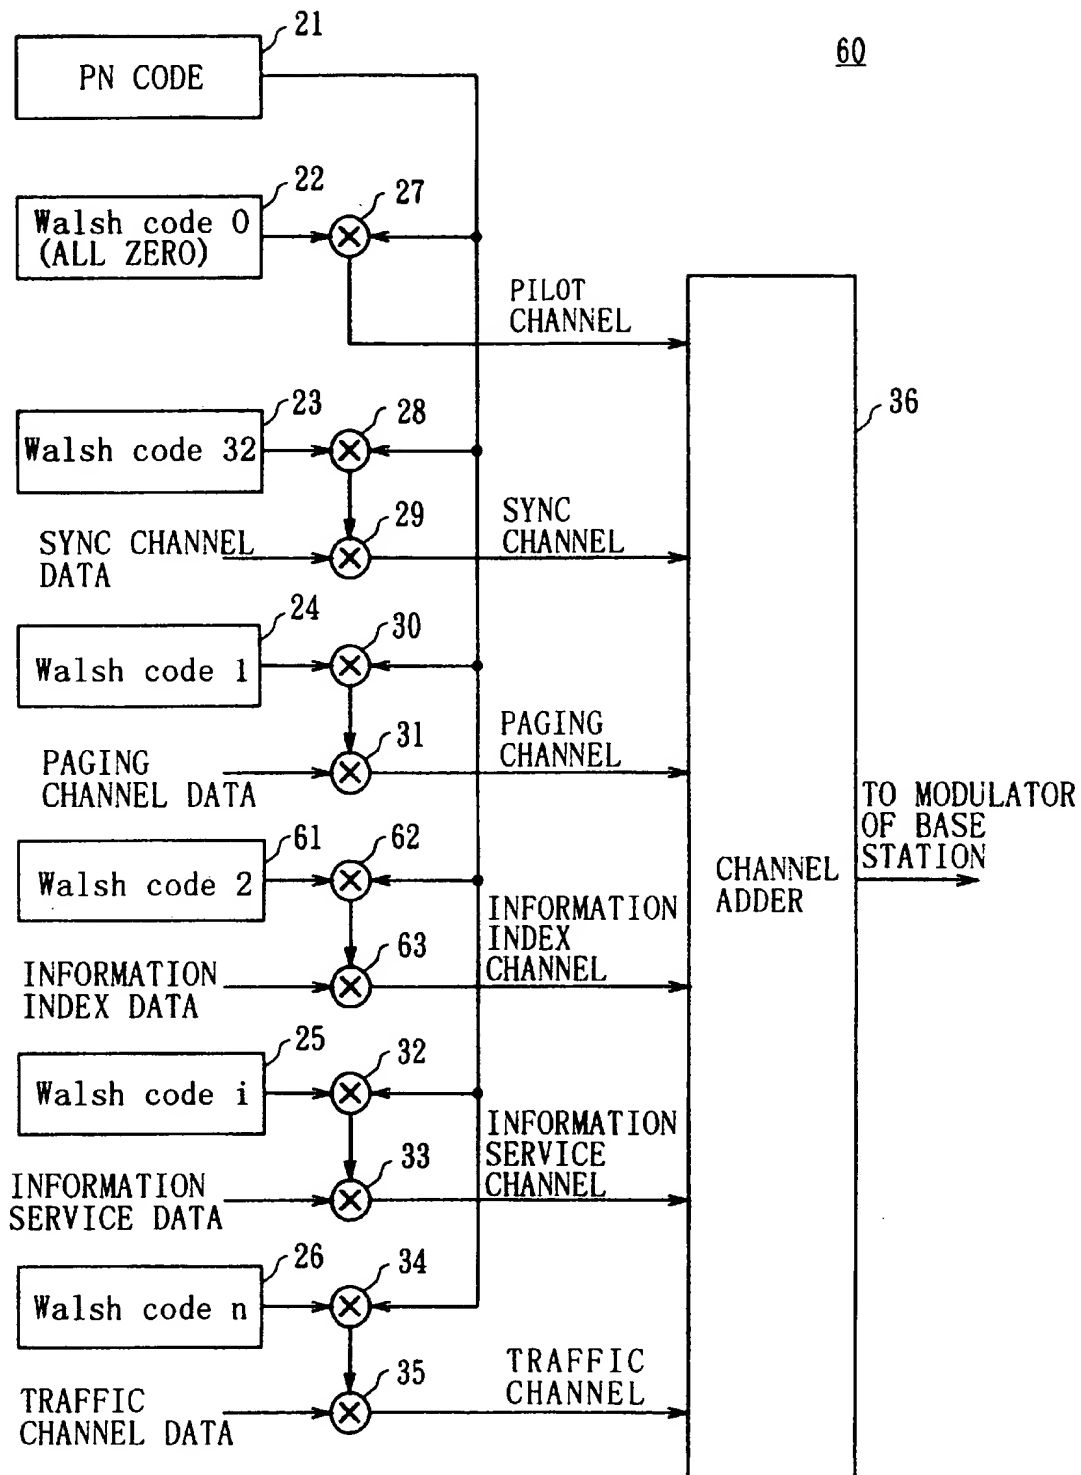 21
60
PN CODE
22
27
Walsh code 0
(ALL ZERO)
PILOT
CHANNEL
23
28
36
Walsh code 32
29
SYNC
CHANNEL
SYNC CHANNEL
DATA
24
30
Walsh code 1
31
PAGING
CHANNEL
PAGING
CHANNEL DATA
TO MODULATOR
OF BASE
STATION
61
62
Walsh code 2
CHANNEL
ADDER
63
INFORMATION
INDEX
CHANNEL
INFORMATION
INDEX DATA
25
32
Walsh code i
33
INFORMATION
SERVICE
CHANNEL
INFORMATION
SERVICE DATA
26
34
Walsh code n
35
TRAFFIC
CHANNEL
TRAFFIC
CHANNEL DATA